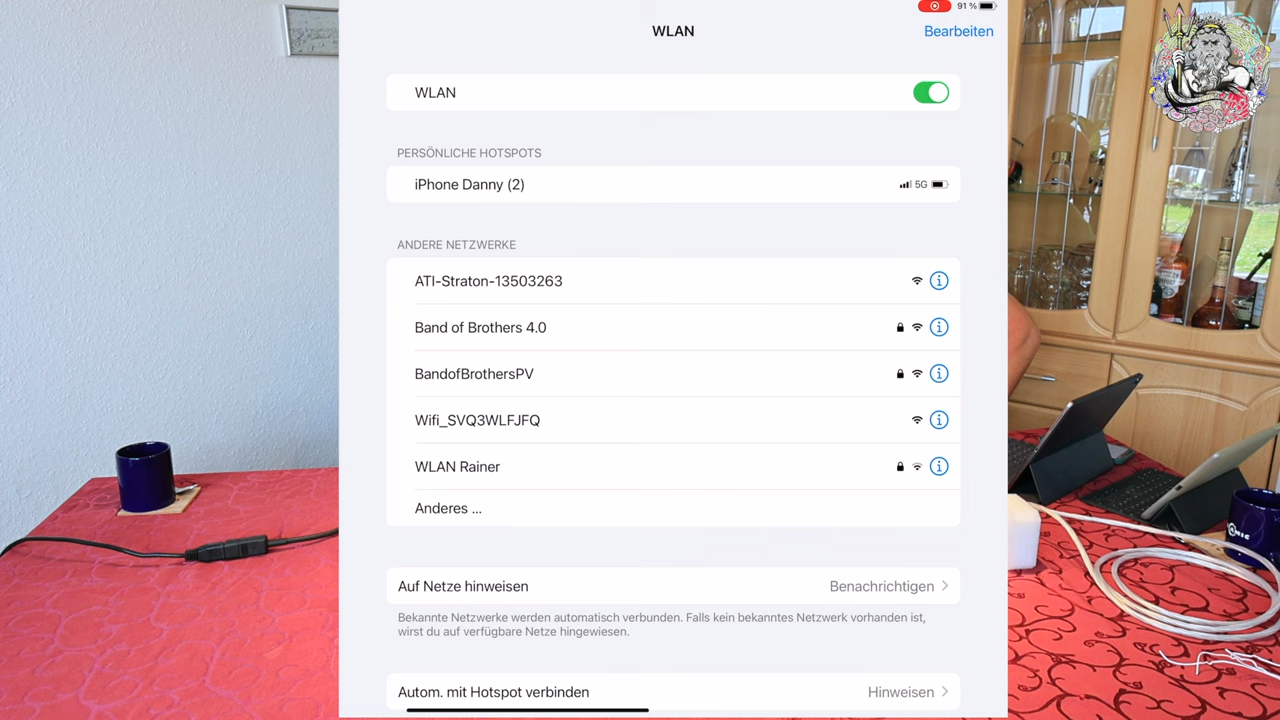 91 %
WLAN
Bearbeiten
WLAN
PERSÖNLICHE HOTSPOTS
iPhone Danny (2)
5G
ANDERE NETZWERKE
ATI-Straton-13503263
Band of Brothers 4.0
BandofBrothersPV
Wifi_SVQ3WLFJFQ
WLAN Rainer
Anderes ...
Auf Netze hinweisen
Benachrichtigen
Bekannte Netzwerke werden automatisch verbunden. Falls kein bekanntes Netzwerk vorhanden ist,
wirst du auf verfügbare Netze hingewiesen.
Autom. mit Hotspot verbinden
Hinweisen